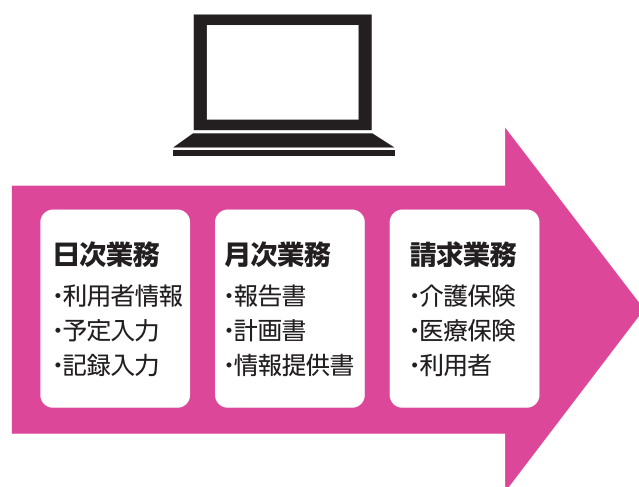 日次業務
・利用者情報
・予定入力
・記録入力
月次業務
・報告書
・計画書
・情報提供書
請求業務
・介護保険
・医療保険
・利用者